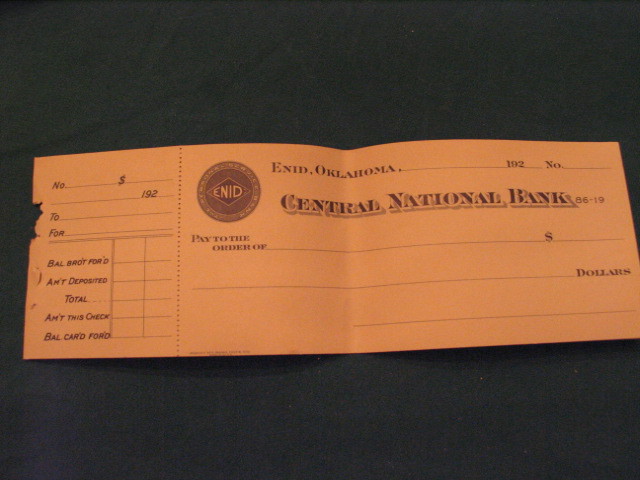 No. $
192
To
For
Bal bro't for'd
Am't Deposited
Total
Am't this Check
Bal car'd for'd
ENID
Enid, Oklahoma, 192 No.
Central National Bank 86-19
Pay to the
order of $
Dollars